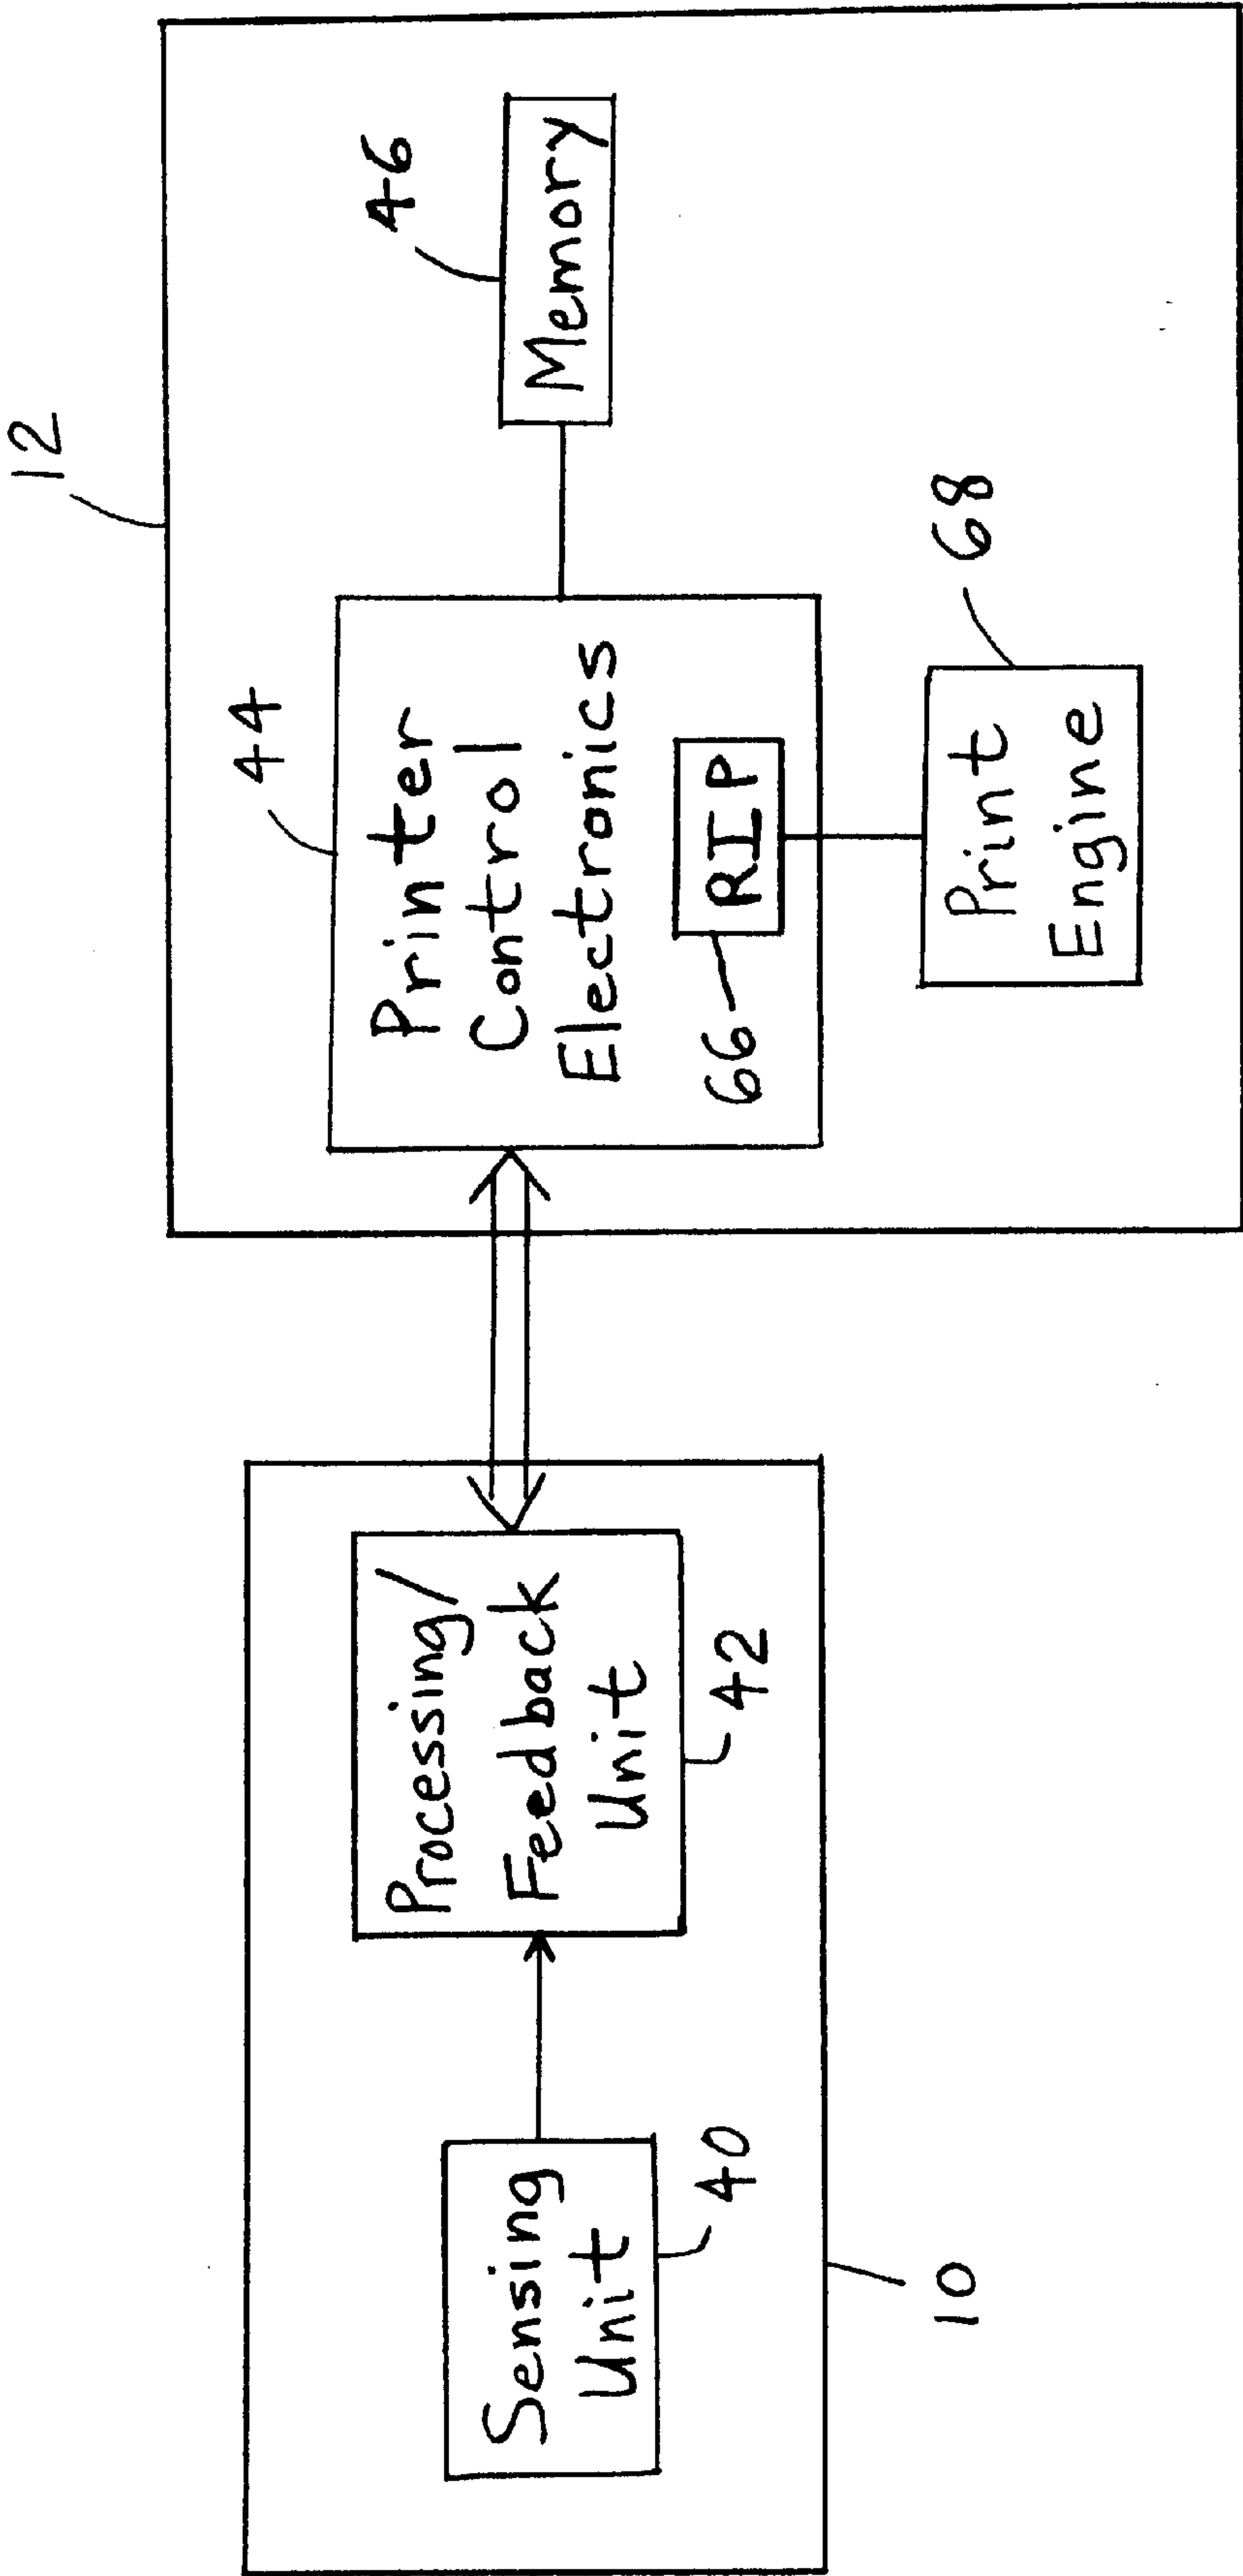 12
44
46
Printer
Control
Electronics
Memory
66
RIP
68
Print
Engine
Processing/
Feedback
Unit
42
Sensing
Unit
40
10